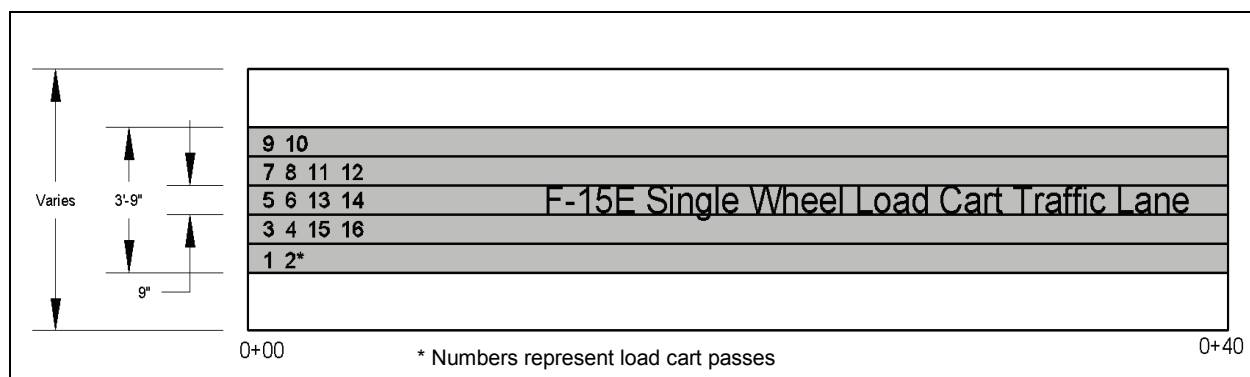 9 10
7 8 11 12
Varies 3'-9" 5 6 13 14 F-15E Single Wheel Load Cart Traffic Lane
3 4 15 16
1 2*
9"
0+00 0+40
* Numbers represent load cart passes